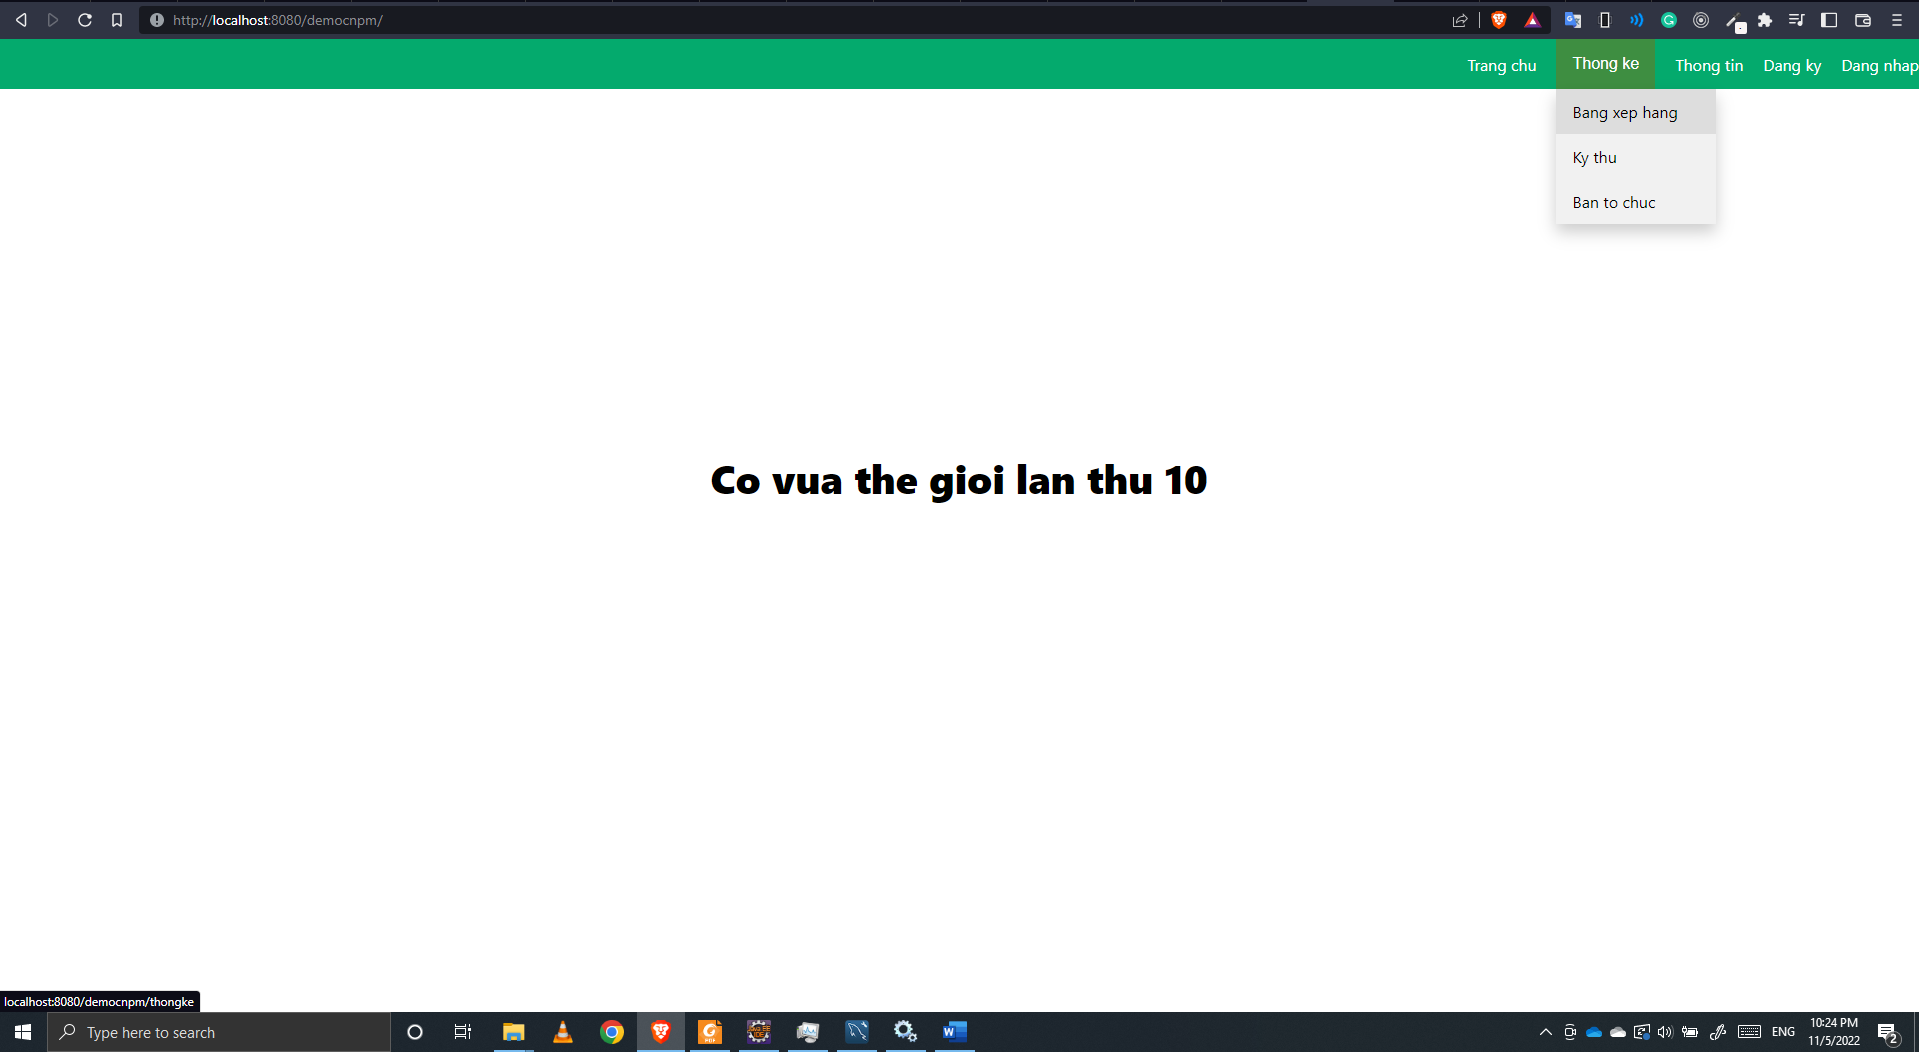 http://localhost:8080/democnpm/
Trang chu
Thong ke
Thong tin
Dang ky
Dang nhap
Bang xep hang
Ky thu
Ban to chuc
Co vua the gioi lan thu 10
localhost:8080/democnpm/thongke
Type here to search
ENG
10:24 PM
11/5/2022
2